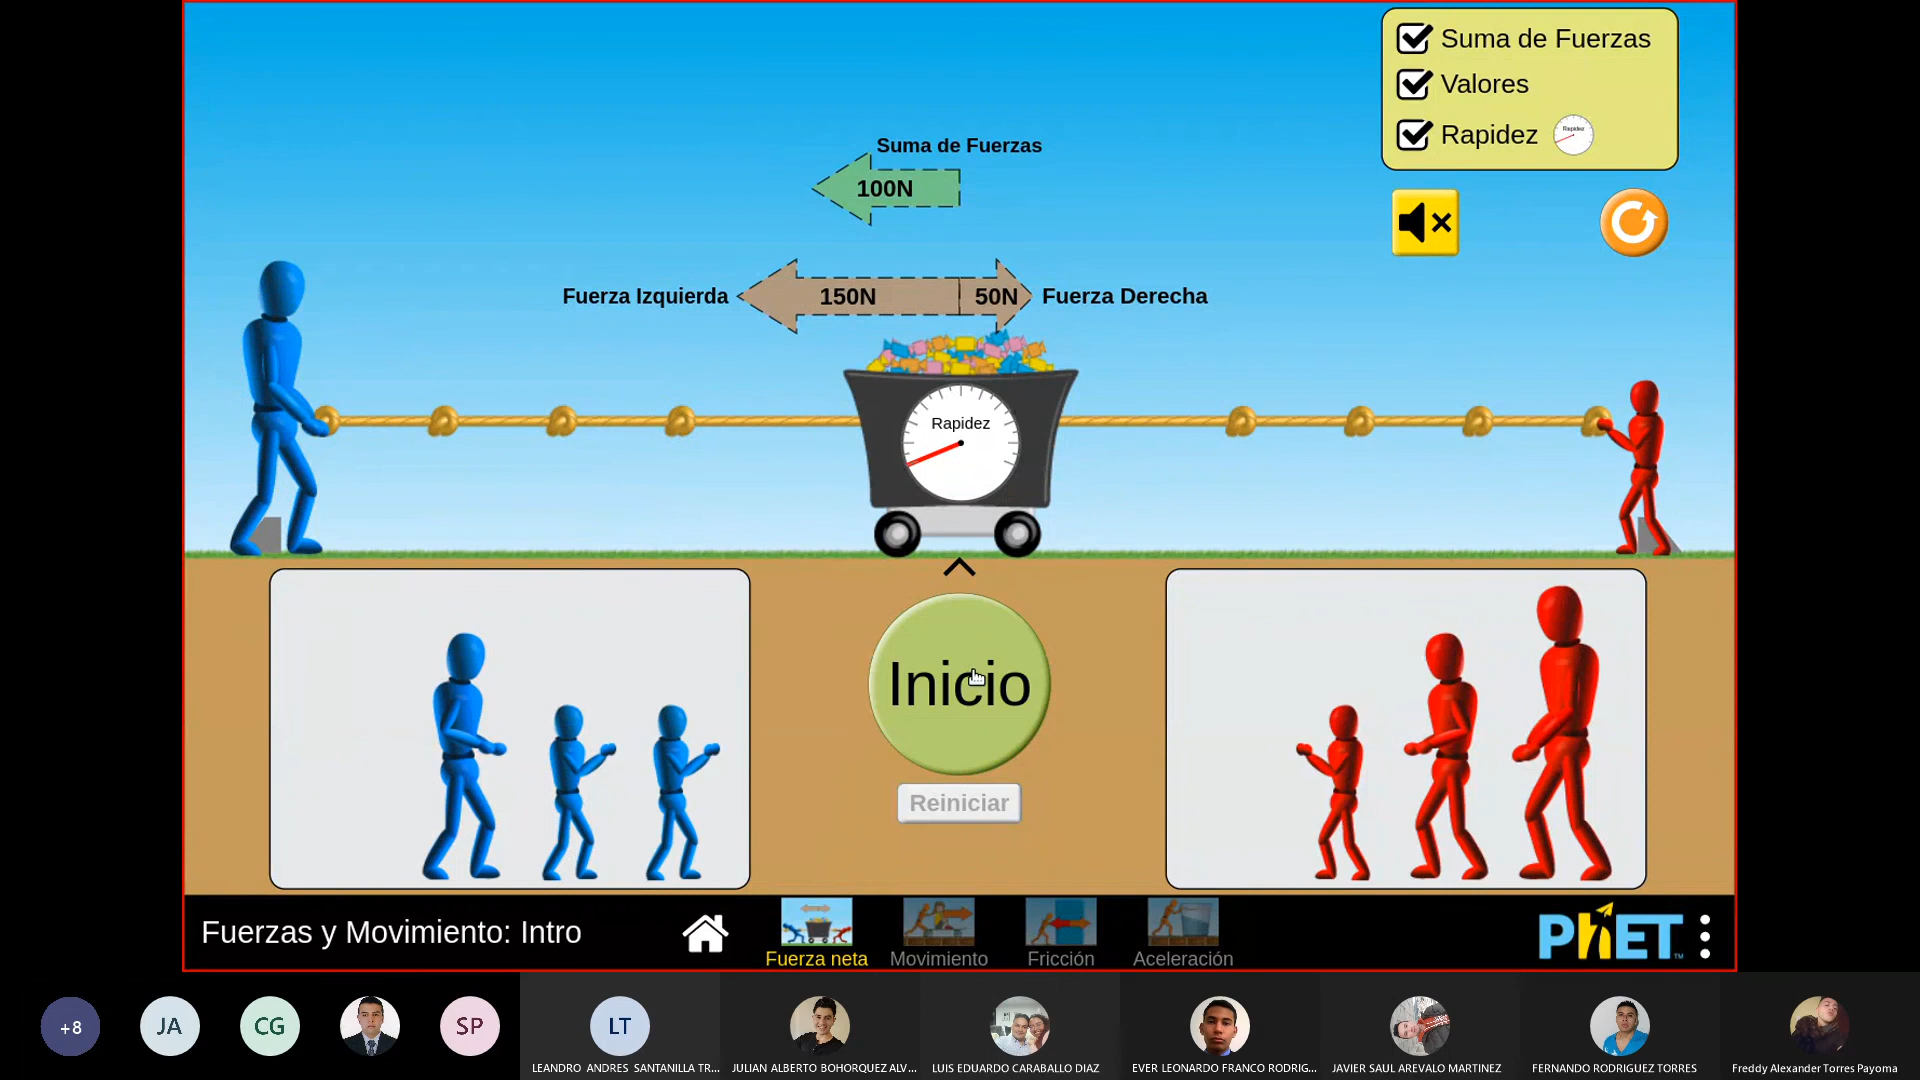 Suma de Fuerzas
Valores
Rapidez
Rapidez
Suma de Fuerzas
100N
Fuerza Izquierda
150N
50N
Fuerza Derecha
Rapidez
Inicio
Reiniciar
Fuerzas y Movimiento: Intro
Fuerza neta
Movimiento
Fricción
Aceleración
PhET
+8
JA
CG
SP
LT
LEANDRO ANDRES SANTANILLA TR...
JULIAN ALBERTO BOHORQUEZ ALV...
LUIS EDUARDO CARABALLO DIAZ
EVER LEONARDO FRANCO RODRIG...
JAVIER SAUL AREVALO MARTINEZ
FERNANDO RODRIGUEZ TORRES
Freddy Alexander Torres Payoma